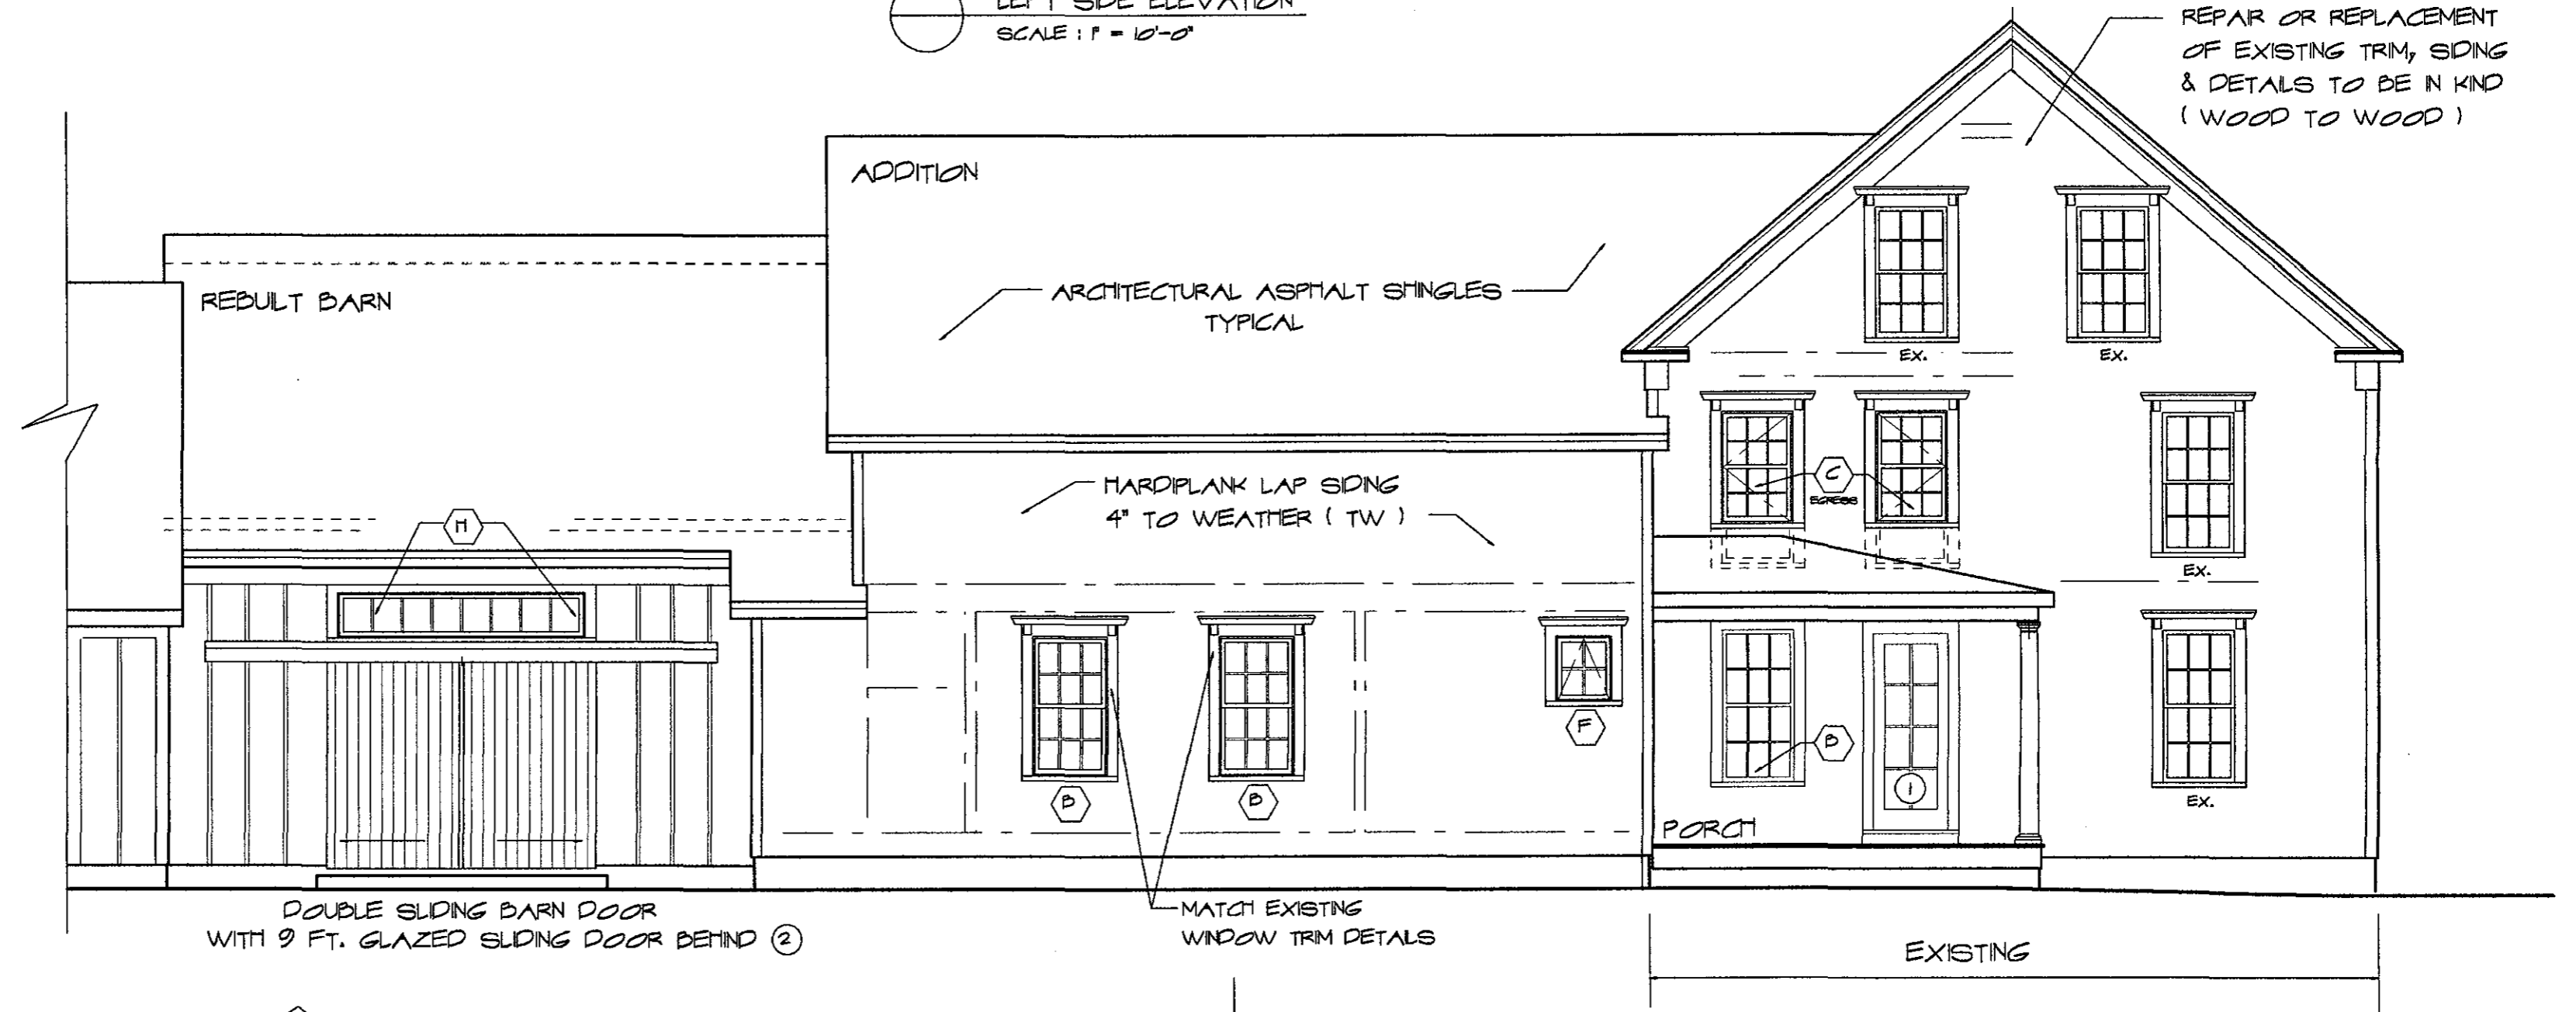 LEFT SIDE ELEVATION
SCALE : 1" = 10'-0"
REPAIR OR REPLACEMENT
OF EXISTING TRIM, SIDING
& DETAILS TO BE IN KIND
( WOOD TO WOOD )
ADDITION
REBUILT BARN
ARCHITECTURAL ASPHALT SHINGLES
TYPICAL
EX.
EX.
HARDIPLANK LAP SIDING
4" TO WEATHER ( TW )
C
EGRESS
H
EX.
F
B
B
B
1
EX.
PORCH
DOUBLE SLIDING BARN DOOR
WITH 9 FT. GLAZED SLIDING DOOR BEHIND 2
MATCH EXISTING
WINDOW TRIM DETAILS
EXISTING